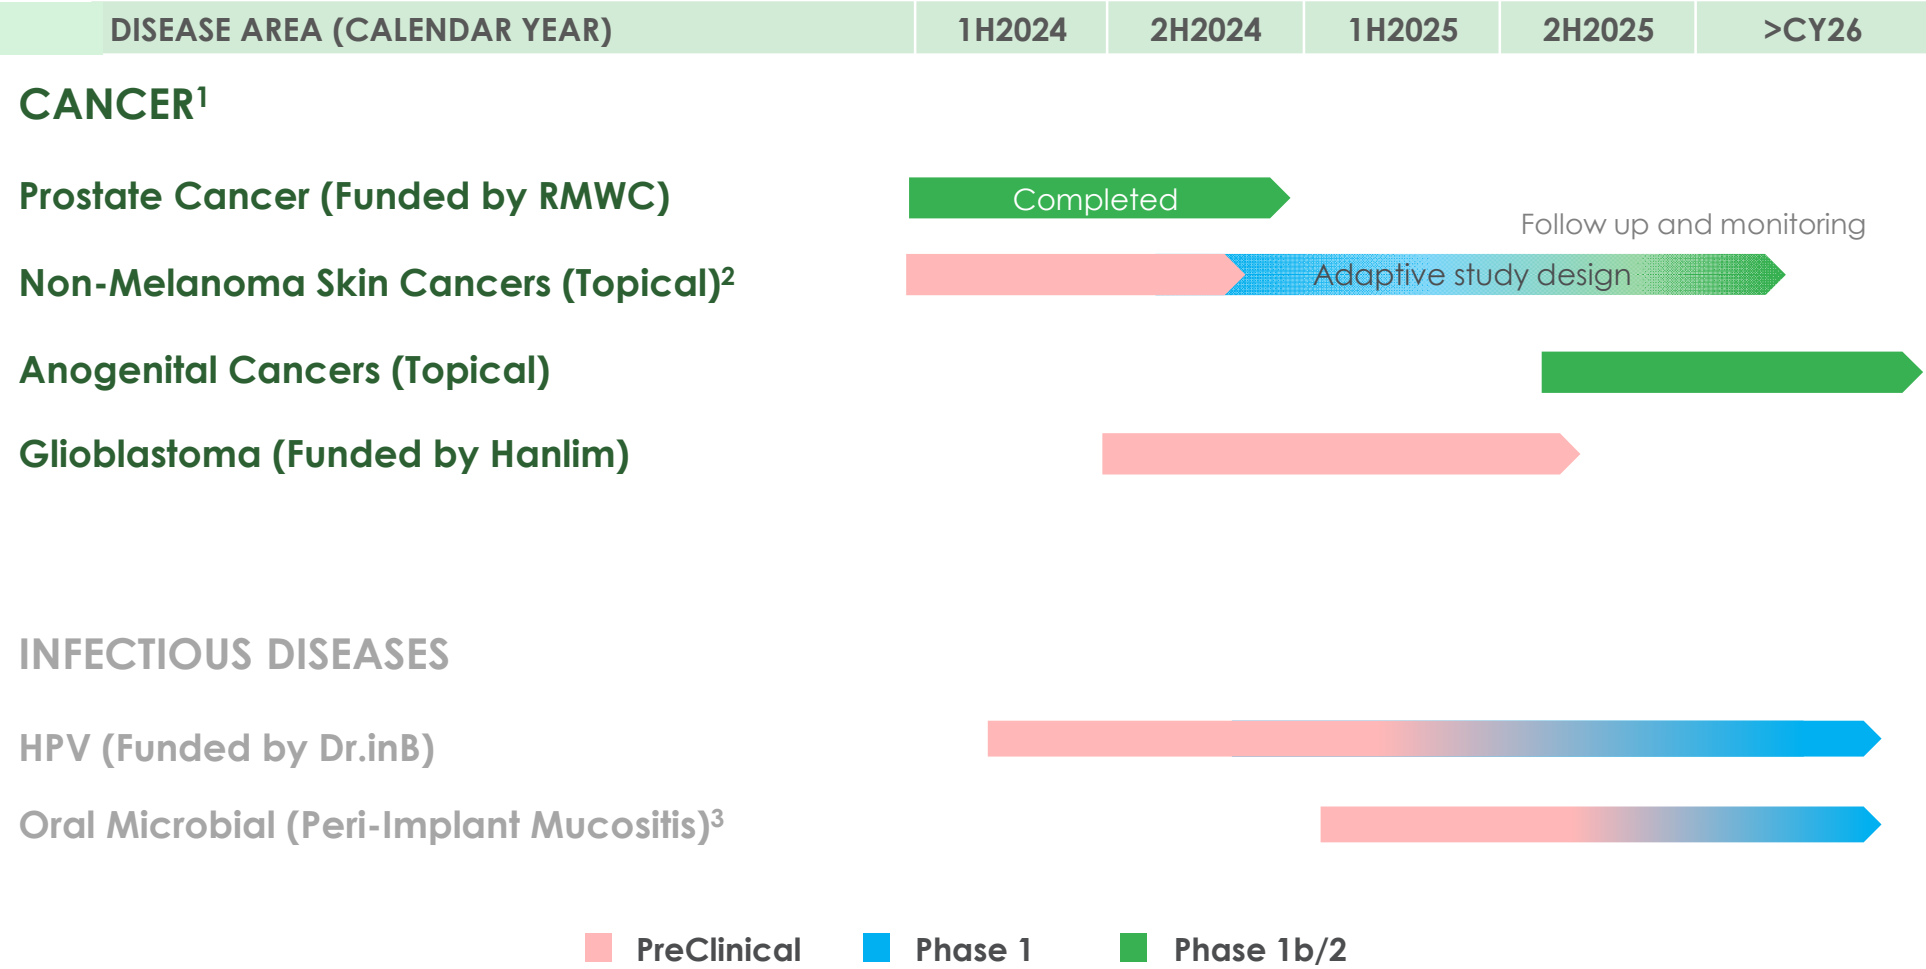 DISEASE AREA (CALENDAR YEAR) 1H2024 2H2024 1H2025 2H2025 >CY26
CANCER¹
Prostate Cancer (Funded by RMWC) Completed
Follow up and monitoring
Non-Melanoma Skin Cancers (Topical)² Adaptive study design
Anogenital Cancers (Topical)
Glioblastoma (Funded by Hanlim)
INFECTIOUS DISEASES
HPV (Funded by Dr.inB)
Oral Microbial (Peri-Implant Mucositis)³
PreClinical Phase 1 Phase 1b/2